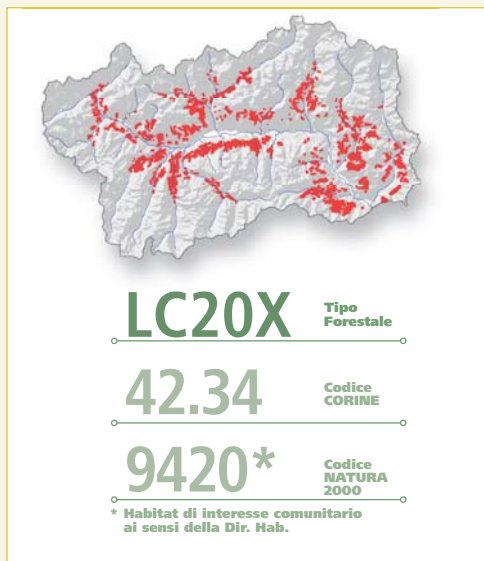 LC20X
Tipo
Forestale
42.34
Codice
CORINE
9420*
Codice
NATURA
2000
* Habitat di interesse comunitario
ai sensi della Dir. Hab.